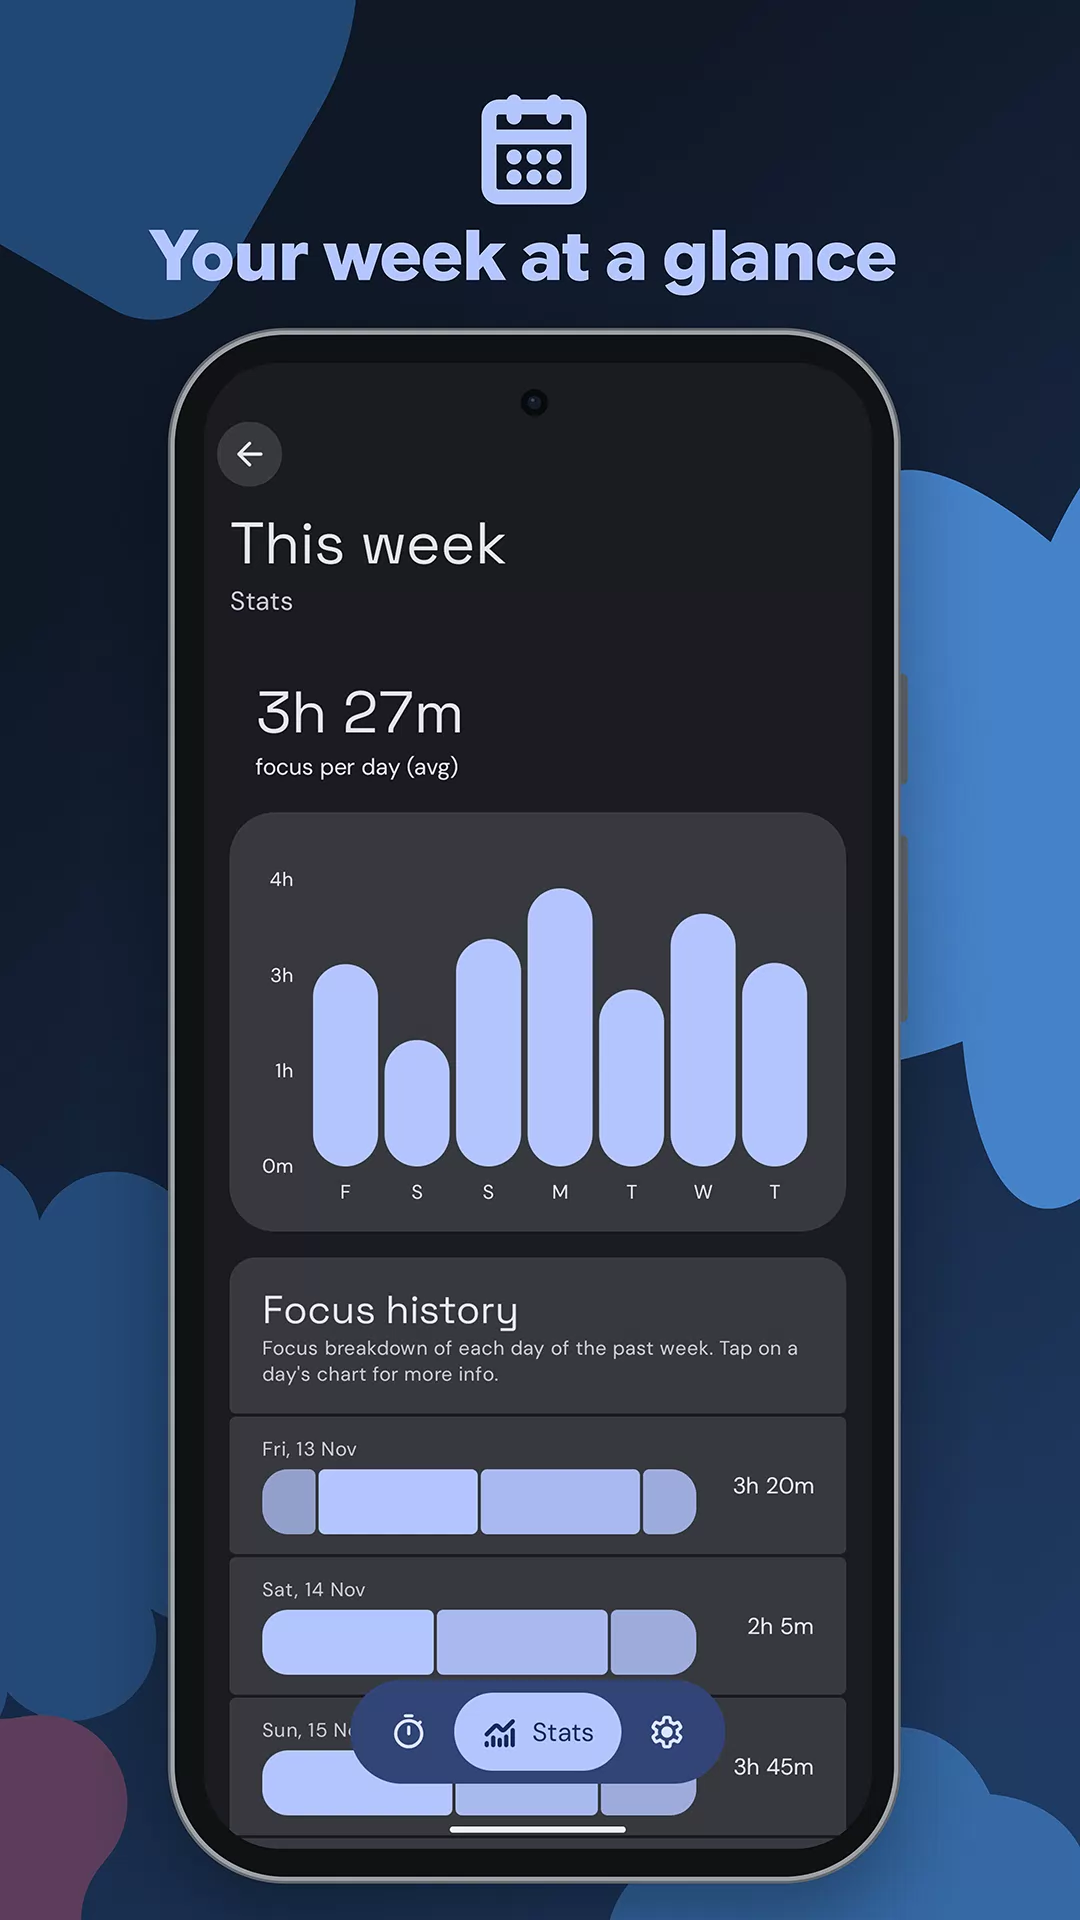 Your week at a glance
This week
Stats
3h 27m
focus per day (avg)
4h
3h
1h
0m
F S S M T W T
Focus history
Focus breakdown of each day of the past week. Tap on a
day's chart for more info.
Fri, 13 Nov
3h 20m
Sat, 14 Nov
2h 5m
Sun, 15
3h 45m
Stats